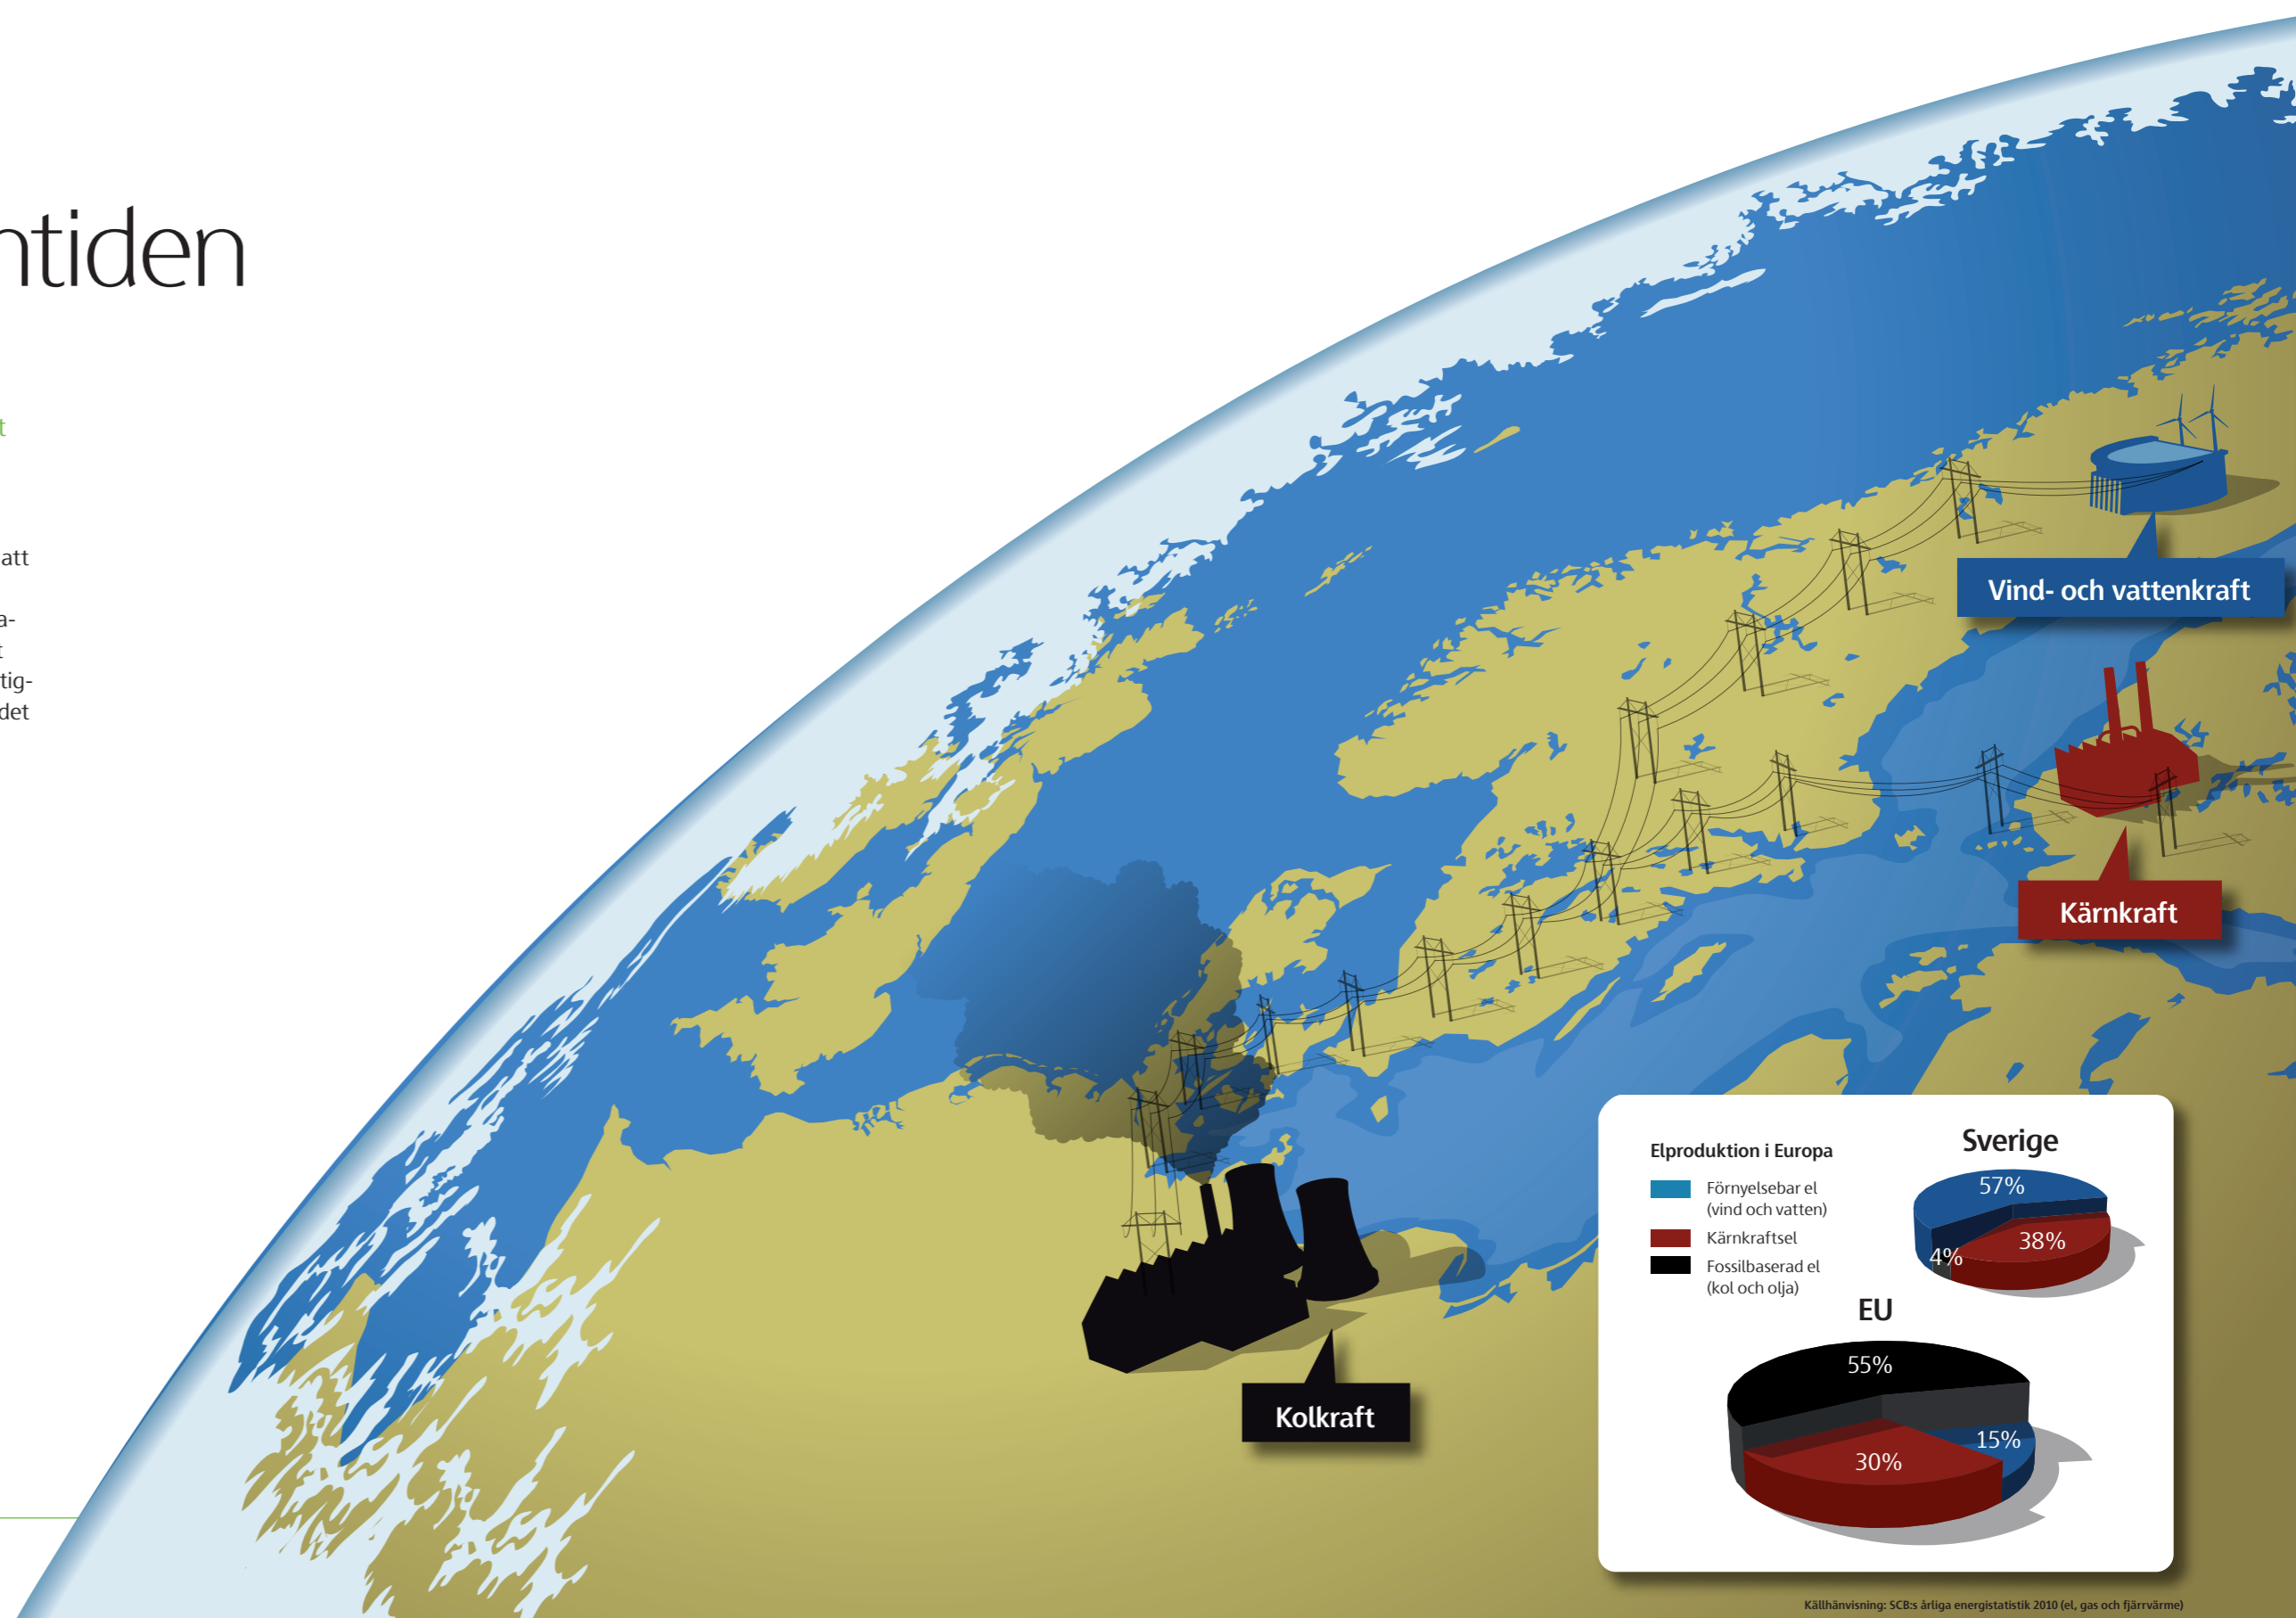 ntiden
t
att
a-
t
tig-
det
Vind- och vattenkraft
Kärnkraft
Kolkraft
Elproduktion i Europa
Förnyelsebar el
(vind och vatten)
Kärnkraftsel
Fossilbaserad el
(kol och olja)
Sverige
57%
4%
38%
EU
55%
15%
30%
Källhänvisning: SCB:s årliga energistatistik 2010 (el, gas och fjärrvärme)